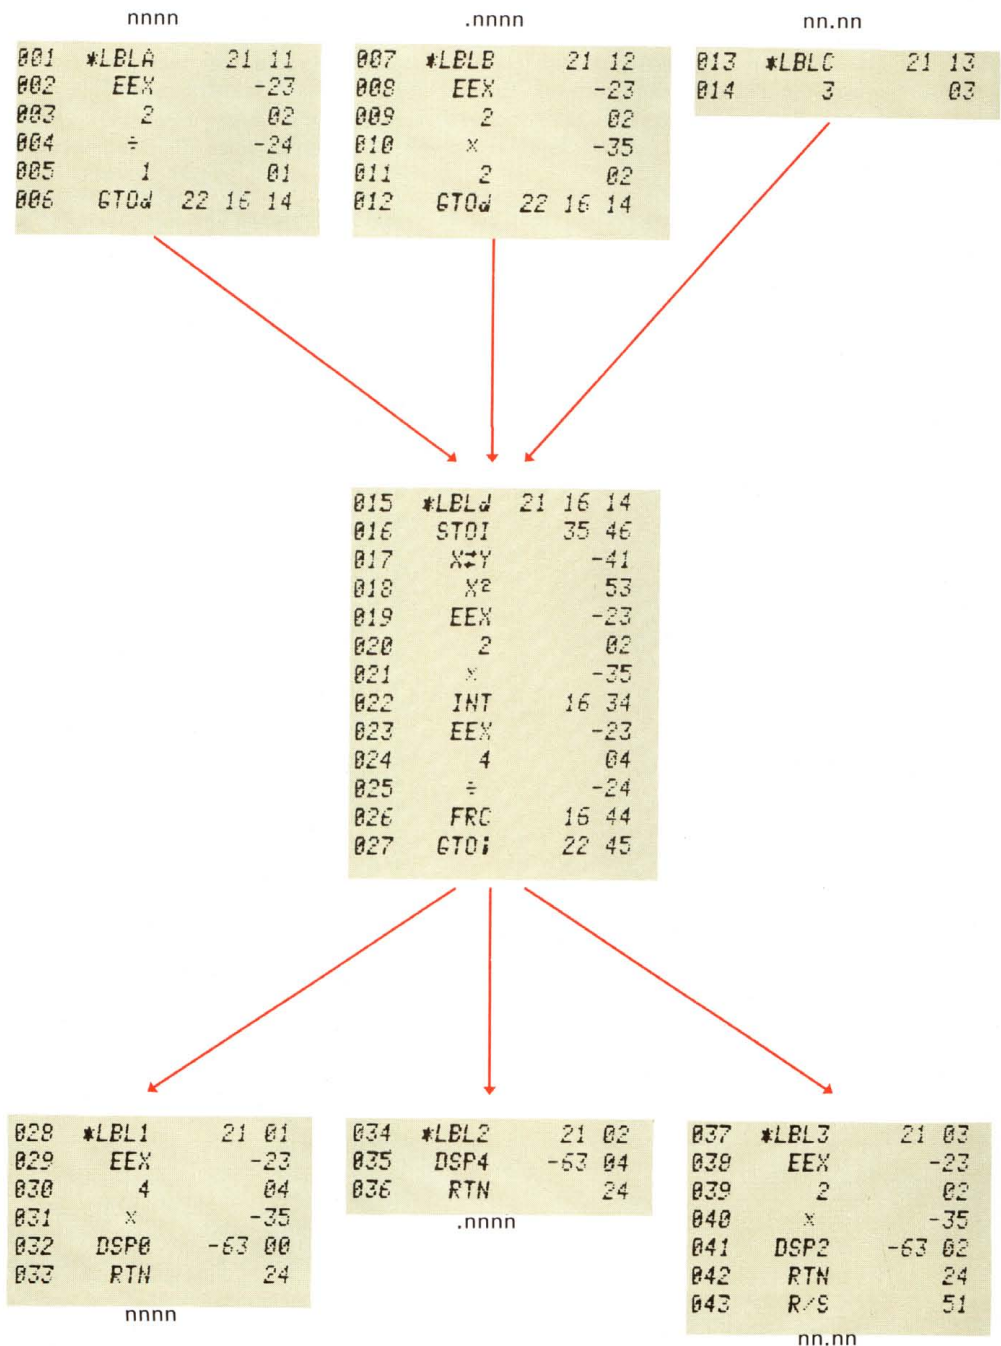 nnnn
001 *LBLA 21 11
002 EEX -23
003 2 02
004 ÷ -24
005 1 01
006 GTOd 22 16 14
.nnnn
007 *LBLB 21 12
008 EEX -23
009 2 02
010 × -35
011 2 02
012 GTOd 22 16 14
nn.nn
013 *LBLC 21 13
014 3 03
015 *LBLd 21 16 14
016 STOI 35 46
017 X⇄Y -41
018 X² 53
019 EEX -23
020 2 02
021 × -35
022 INT 16 34
023 EEX -23
024 4 04
025 ÷ -24
026 FRC 16 44
027 GTOi 22 45
028 *LBL1 21 01
029 EEX -23
030 4 04
031 × -35
032 DSP0 -63 00
033 RTN 24
nnnn
034 *LBL2 21 02
035 DSP4 -63 04
036 RTN 24
.nnnn
037 *LBL3 21 03
038 EEX -23
039 2 02
040 × -35
041 DSP2 -63 02
042 RTN 24
043 R/S 51
nn.nn